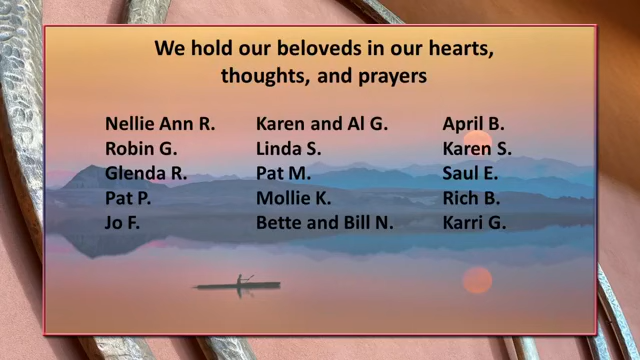 We hold our beloveds in our hearts,
thoughts, and prayers
Nellie Ann R.
Robin G.
Glenda R.
Pat P.
Jo F.
Karen and Al G.
Linda S.
Pat M.
Mollie K.
Bette and Bill N.
April B.
Karen S.
Saul E.
Rich B.
Karri G.